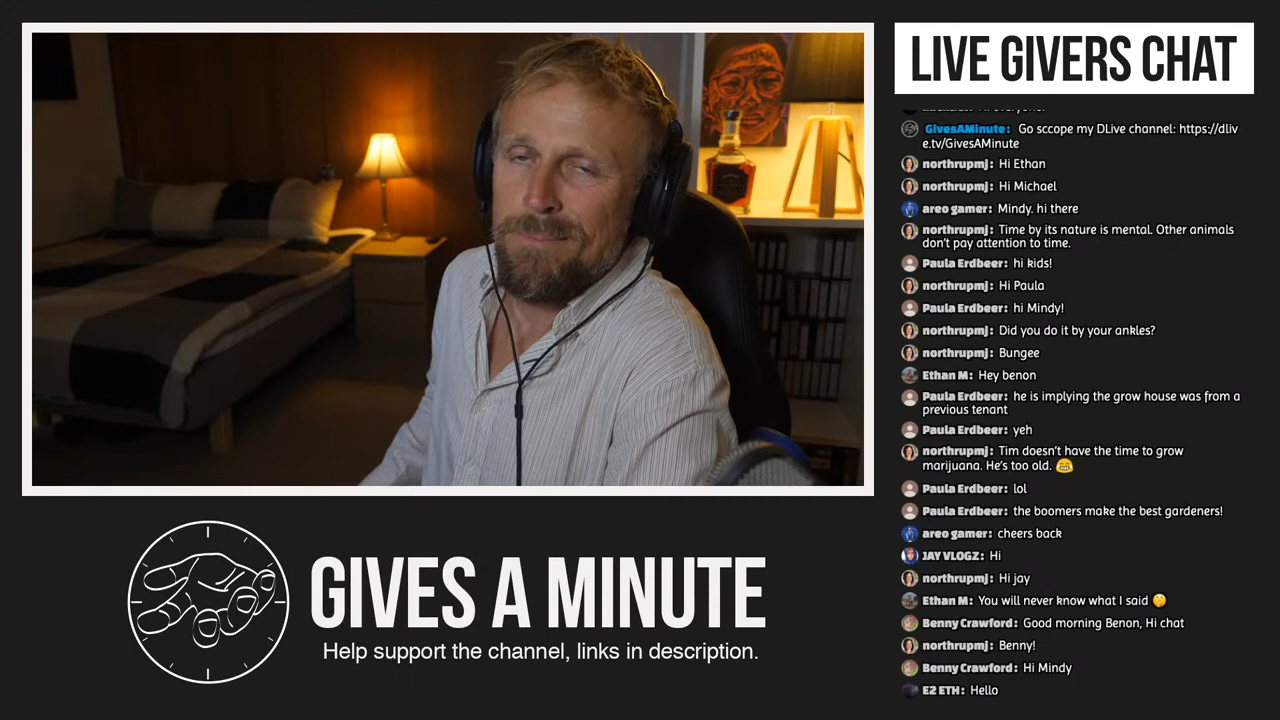 LIVE GIVERS CHAT
GivesAMinute: Go sccope my DLive channel: https://dliv
e.tv/GivesAMinute
northrupmj: Hi Ethan
northrupmj: Hi Michael
areo gamer: Mindy. hi there
northrupmj: Time by its nature is mental. Other animals
don't pay attention to time.
Paula Erdbeer: hi kids!
northrupmj: Hi Paula
Paula Erdbeer: hi Mindy!
northrupmj: Did you do it by your ankles?
northrupmj: Bungee
Ethan M: Hey benon
Paula Erdbeer: he is implying the grow house was from a
previous tenant
Paula Erdbeer: yeh
northrupmj: Tim doesn't have the time to grow
marijuana. He's too old. 😂
Paula Erdbeer: lol
Paula Erdbeer: the boomers make the best gardeners!
areo gamer: cheers back
JAY VLOGZ: Hi
northrupmj: Hi jay
Ethan M: You will never know what I said 🤭
Benny Crawford: Good morning Benon, Hi chat
northrupmj: Benny!
Benny Crawford: Hi Mindy
E2 ETH: Hello
GIVES A MINUTE
Help support the channel, links in description.